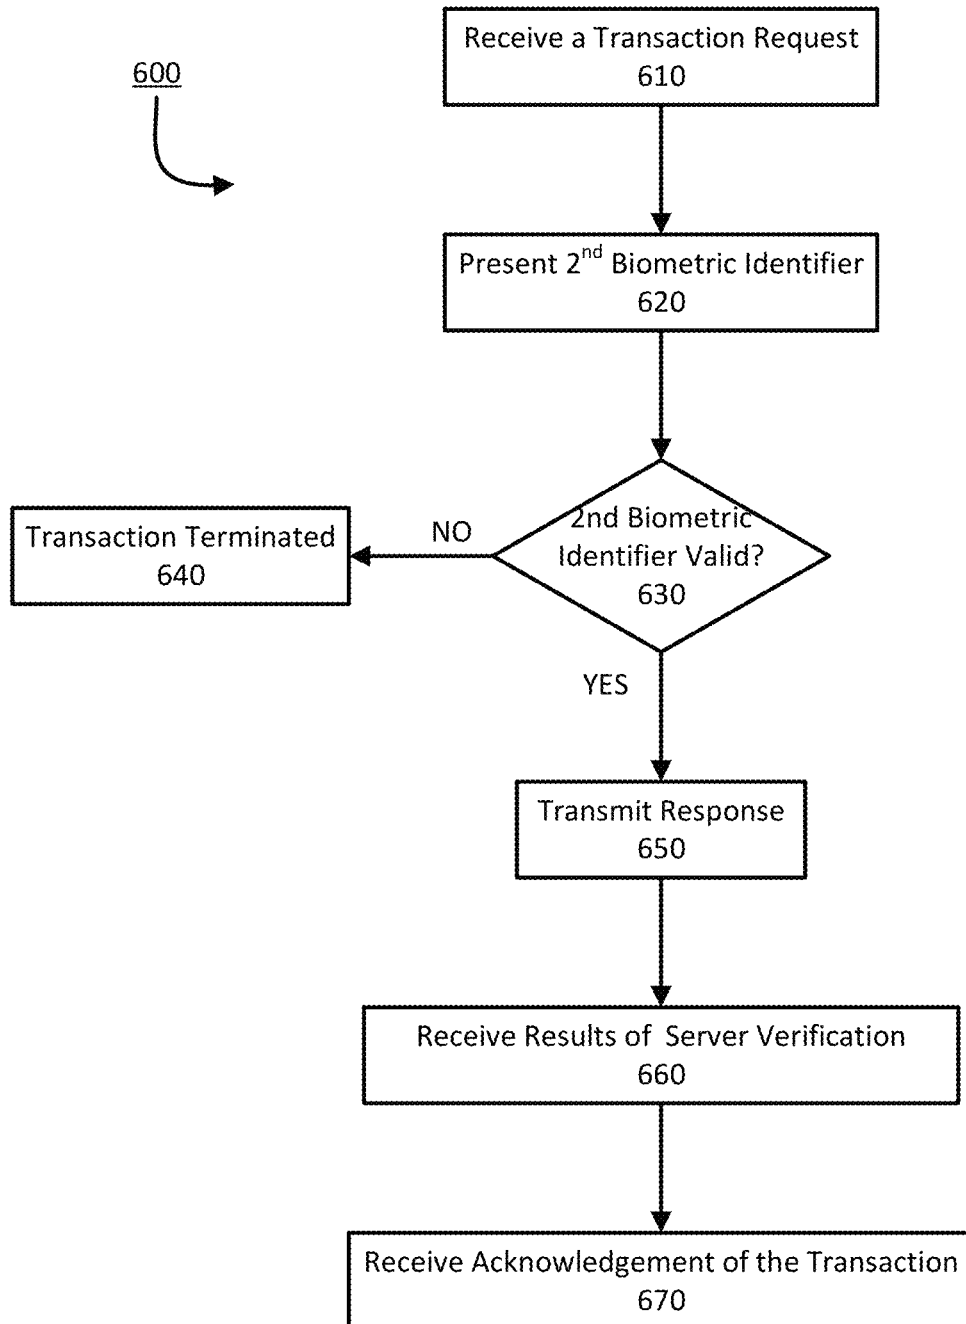 Receive a Transaction Request
610
600
Present 2nd Biometric Identifier
620
2nd Biometric
Identifier Valid?
630
NO
Transaction Terminated
640
YES
Transmit Response
650
Receive Results of Server Verification
660
Receive Acknowledgement of the Transaction
670